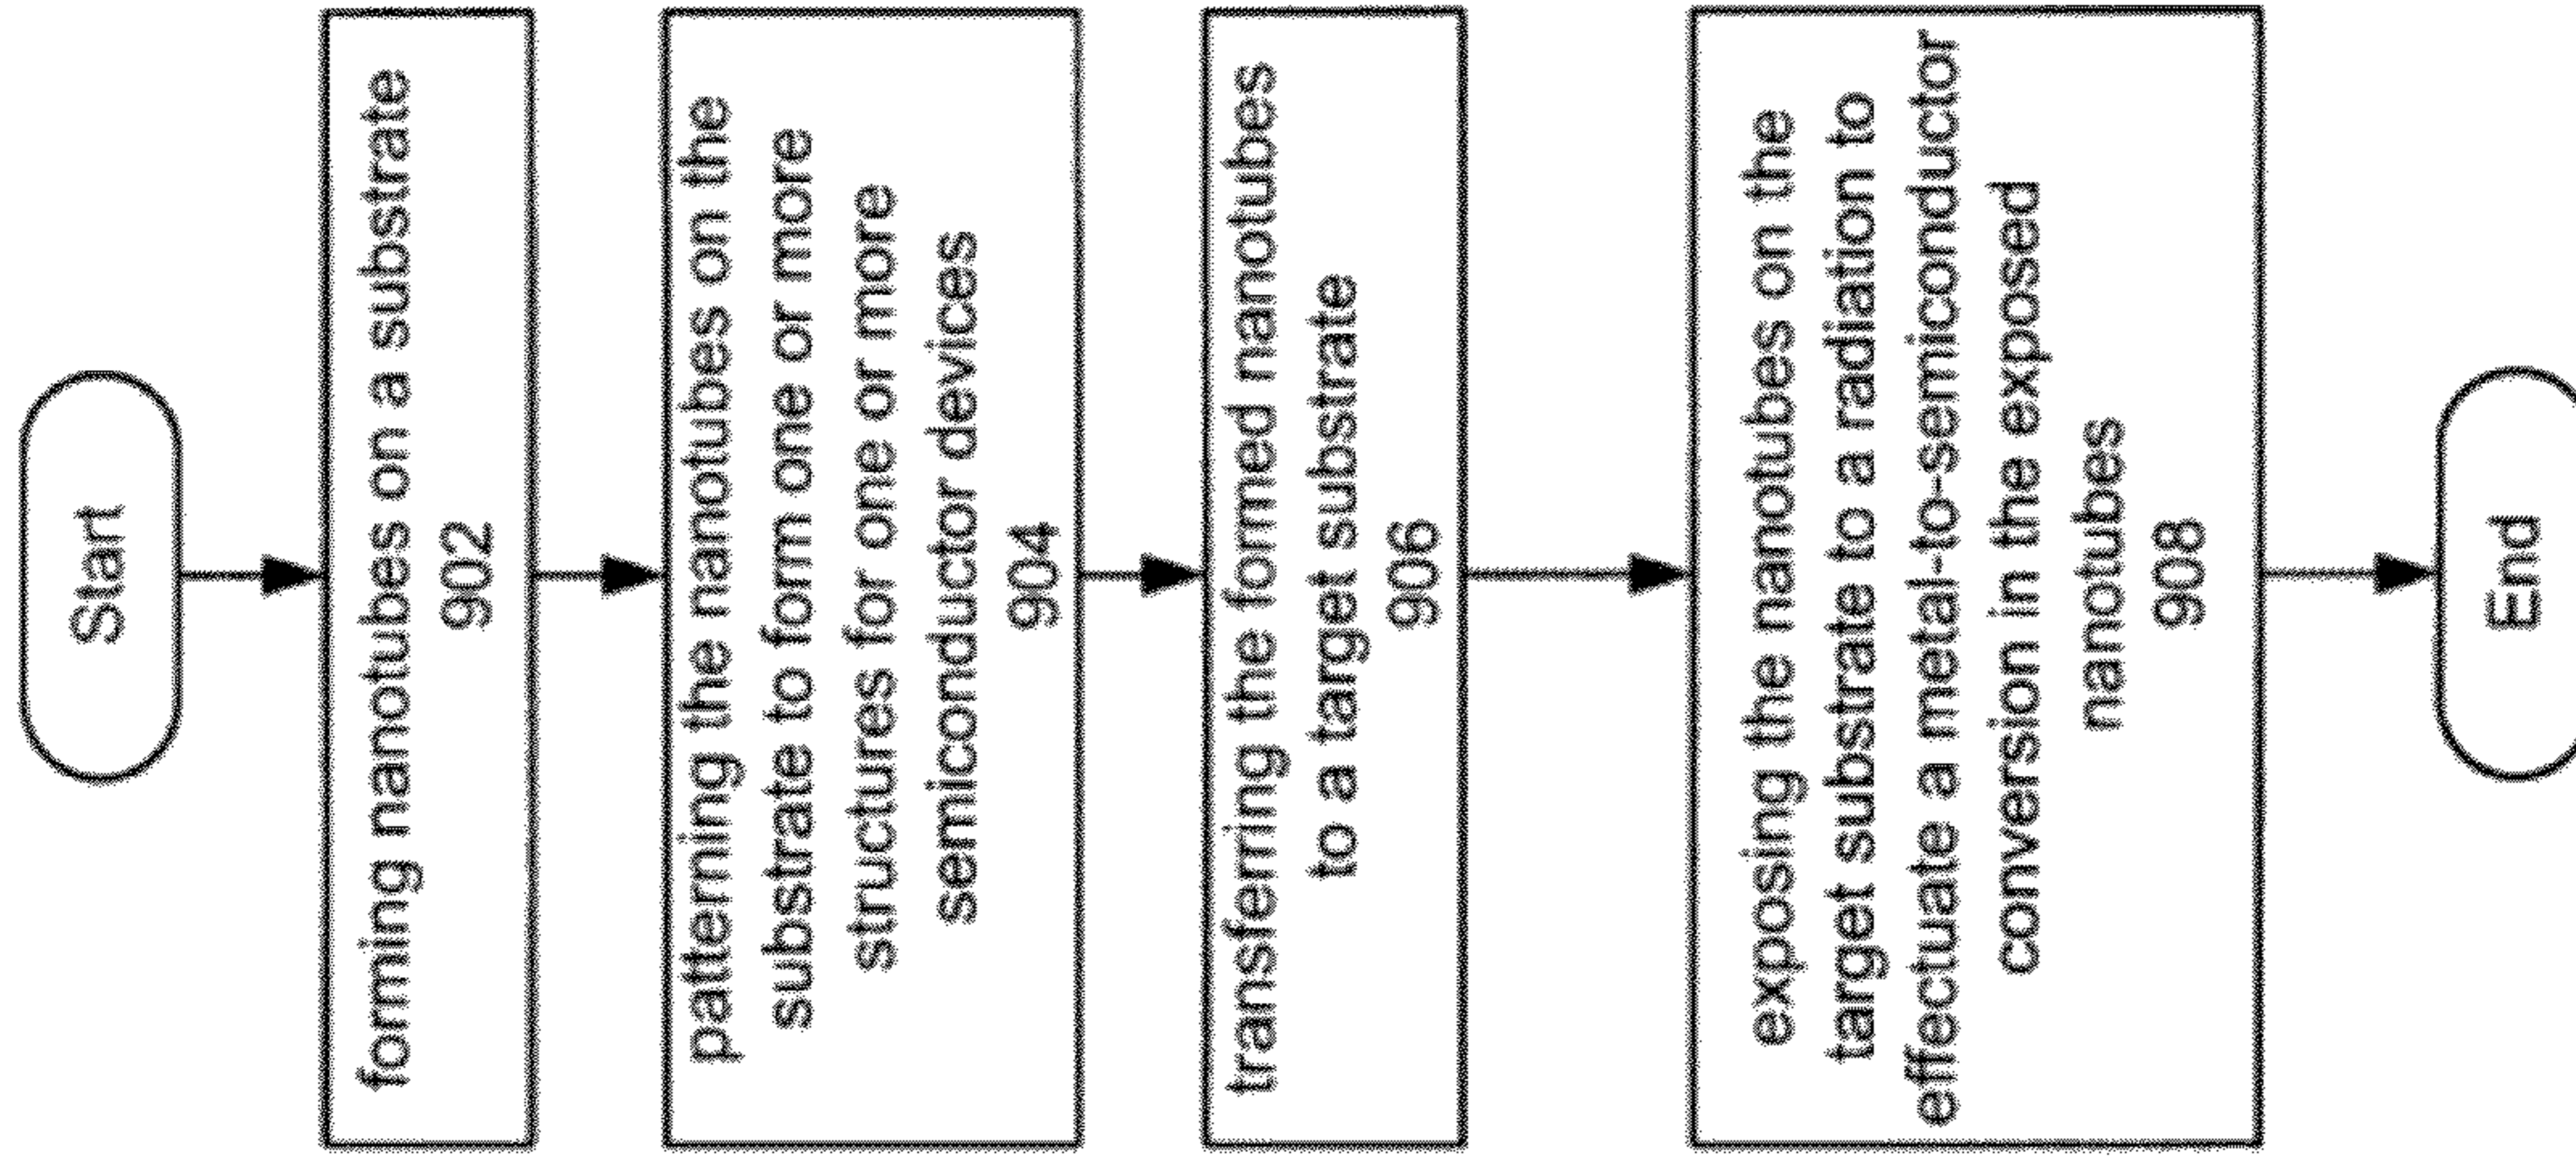 Start
forming nanotubes on a substrate
902
patterning the nanotubes on the
substrate to form one or more
structures for one or more
semiconductor devices
904
transferring the formed nanotubes
to a target substrate
906
exposing the nanotubes on the
target substrate to a radiation to
effectuate a metal-to-semiconductor
conversion in the exposed
nanotubes
908
End